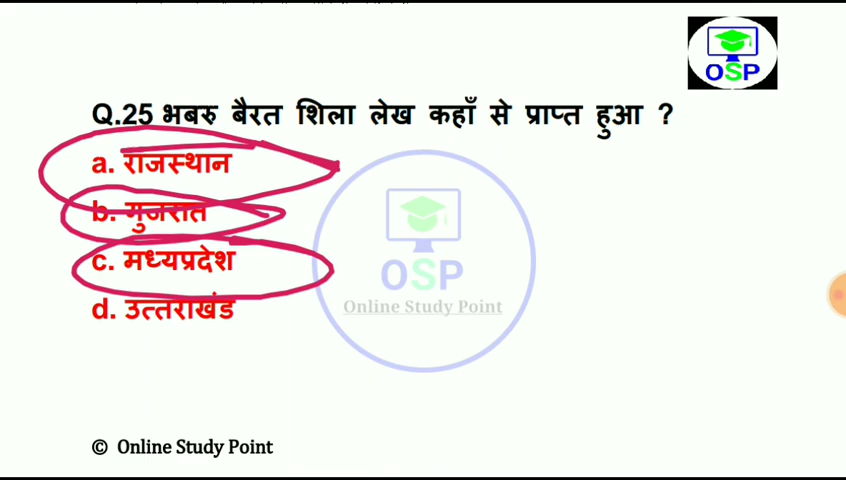 OSP
Q.25 भबरु बैरत शिला लेख कहाँ से प्राप्त हुआ ?
a. राजस्थान
b. गुजरात
c. मध्यप्रदेश
d. उत्तराखंड
OSP
Online Study Point
© Online Study Point